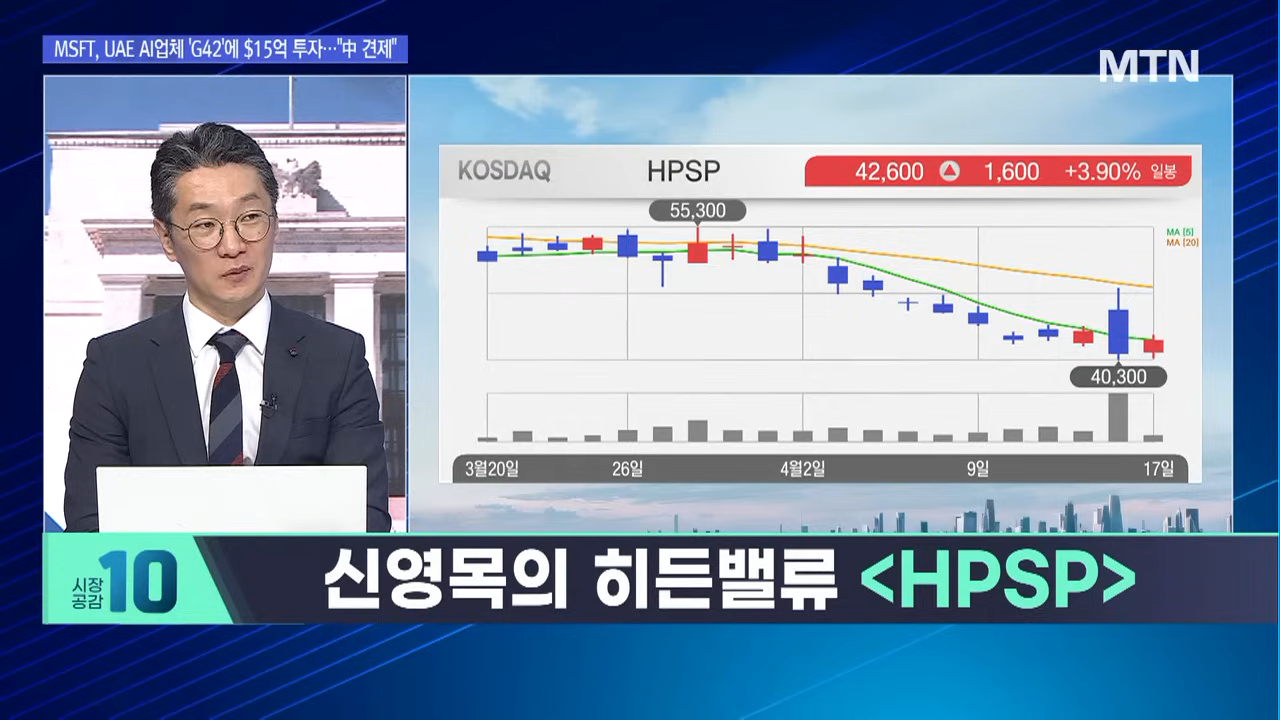 MSFT, UAE AI업체 'G42'에 $15억 투자…"中 견제"
MTN
KOSDAQ HPSP 42,600 1,600 +3.90% 일봉
55,300
MA [5]
MA [20]
40,300
3월20일 26일 4월2일 9일 17일
시장
공감
10
신영목의 히든밸류 <HPSP>